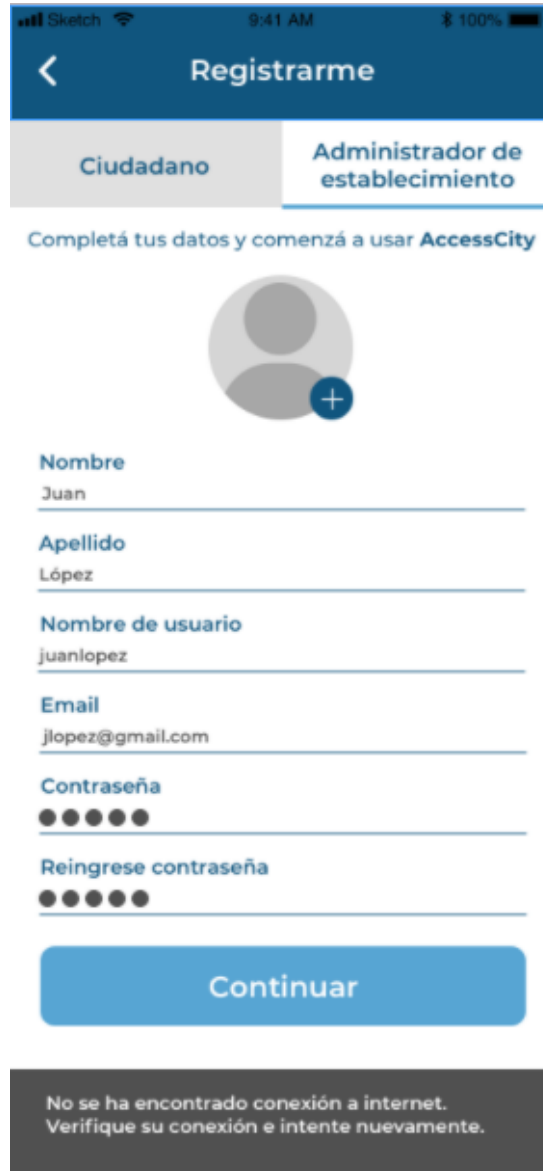 Sketch 9:41 AM 100%
Registrarme
Ciudadano
Administrador de
establecimiento
Completá tus datos y comenzá a usar AccessCity
Nombre
Juan
Apellido
López
Nombre de usuario
juanlopez
Email
jlopez@gmail.com
Contraseña
Reingrese contraseña
Continuar
No se ha encontrado conexión a internet.
Verifique su conexión e intente nuevamente.